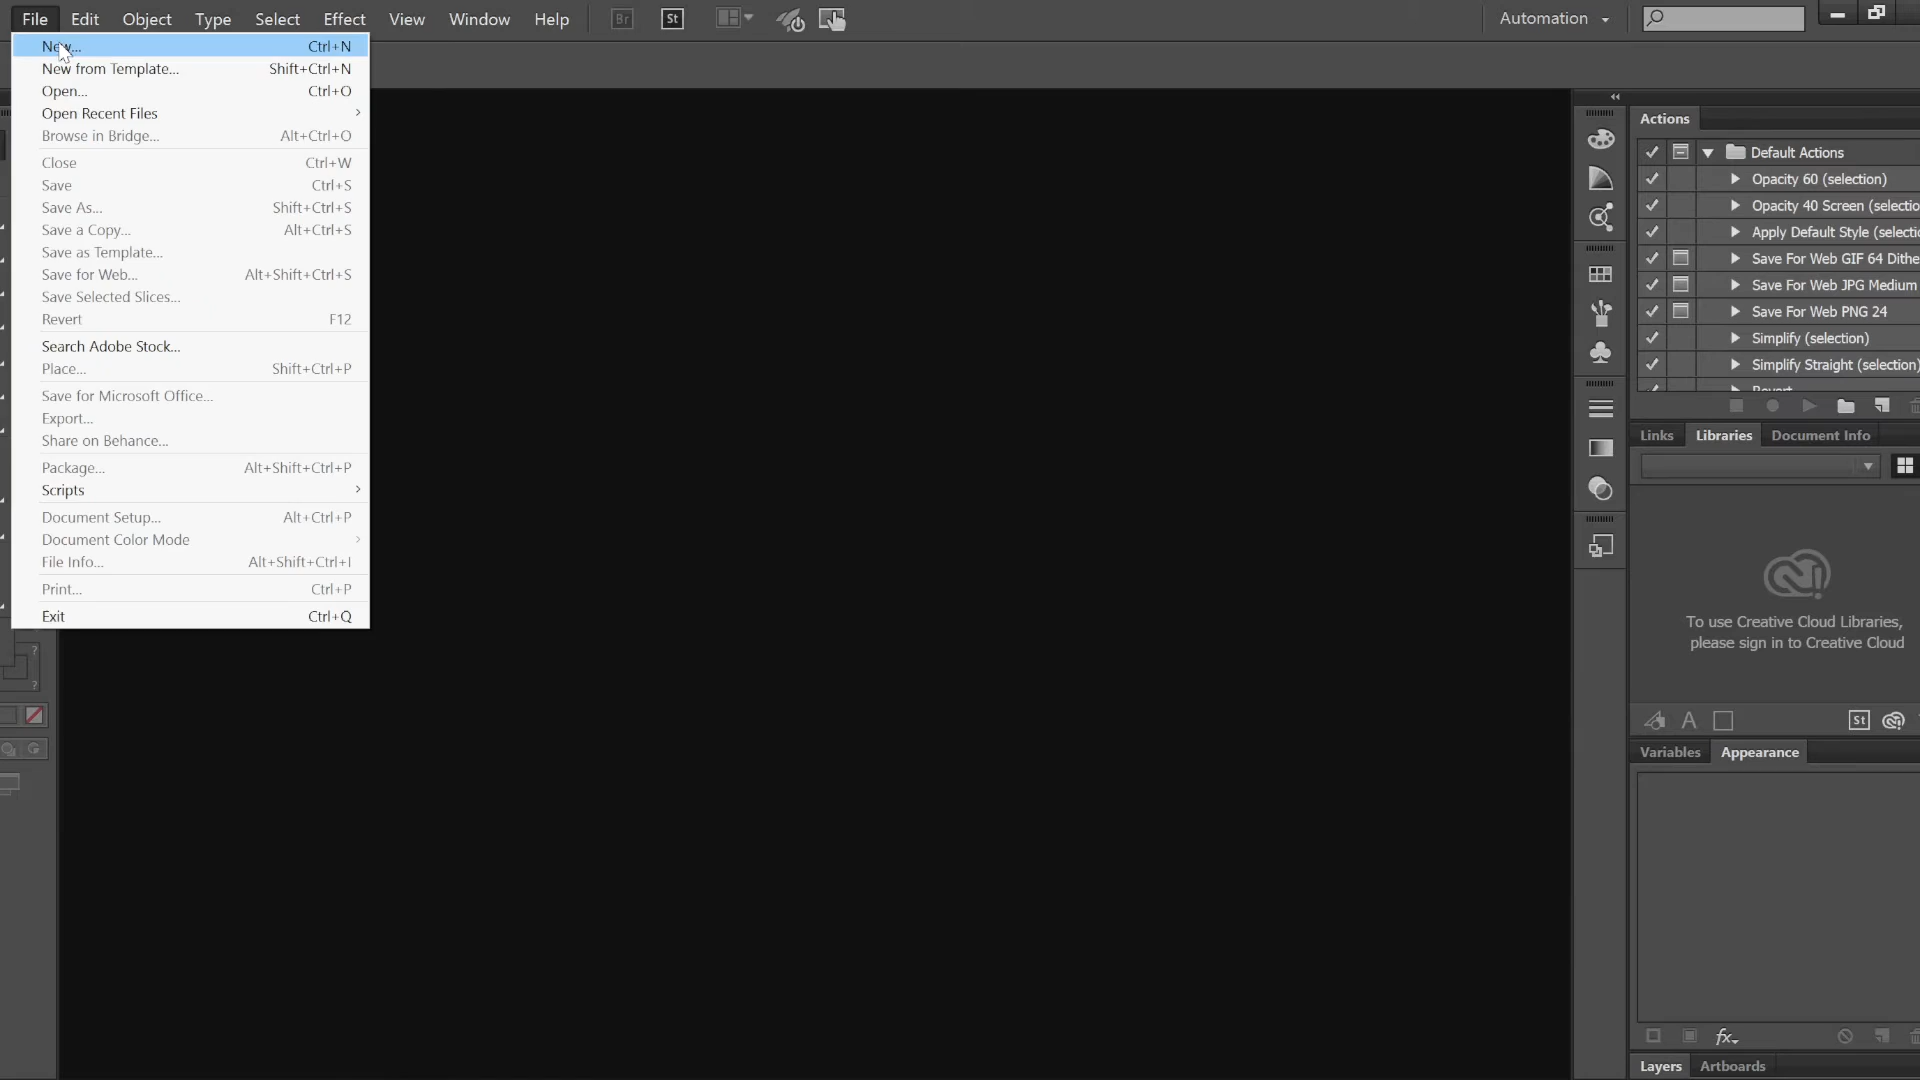 File Edit Object Type Select Effect View Window Help Br St Automation
New... Ctrl+N
New from Template... Shift+Ctrl+N
Open... Ctrl+O
Open Recent Files
Browse in Bridge... Alt+Ctrl+O
Close Ctrl+W
Save Ctrl+S
Save As... Shift+Ctrl+S
Save a Copy... Alt+Ctrl+S
Save as Template...
Save for Web... Alt+Shift+Ctrl+S
Save Selected Slices...
Revert F12
Search Adobe Stock...
Place... Shift+Ctrl+P
Save for Microsoft Office...
Export...
Share on Behance...
Package... Alt+Shift+Ctrl+P
Scripts
Document Setup... Alt+Ctrl+P
Document Color Mode
File Info... Alt+Shift+Ctrl+I
Print... Ctrl+P
Exit Ctrl+Q
? 
?
Actions
Default Actions
Opacity 60 (selection)
Opacity 40 Screen (selectio
Apply Default Style (selecti
Save For Web GIF 64 Dithe
Save For Web JPG Medium
Save For Web PNG 24
Simplify (selection)
Simplify Straight (selection)
Revert
Links Libraries Document Info
To use Creative Cloud Libraries,
please sign in to Creative Cloud
A St
Variables Appearance
fx
Layers Artboards